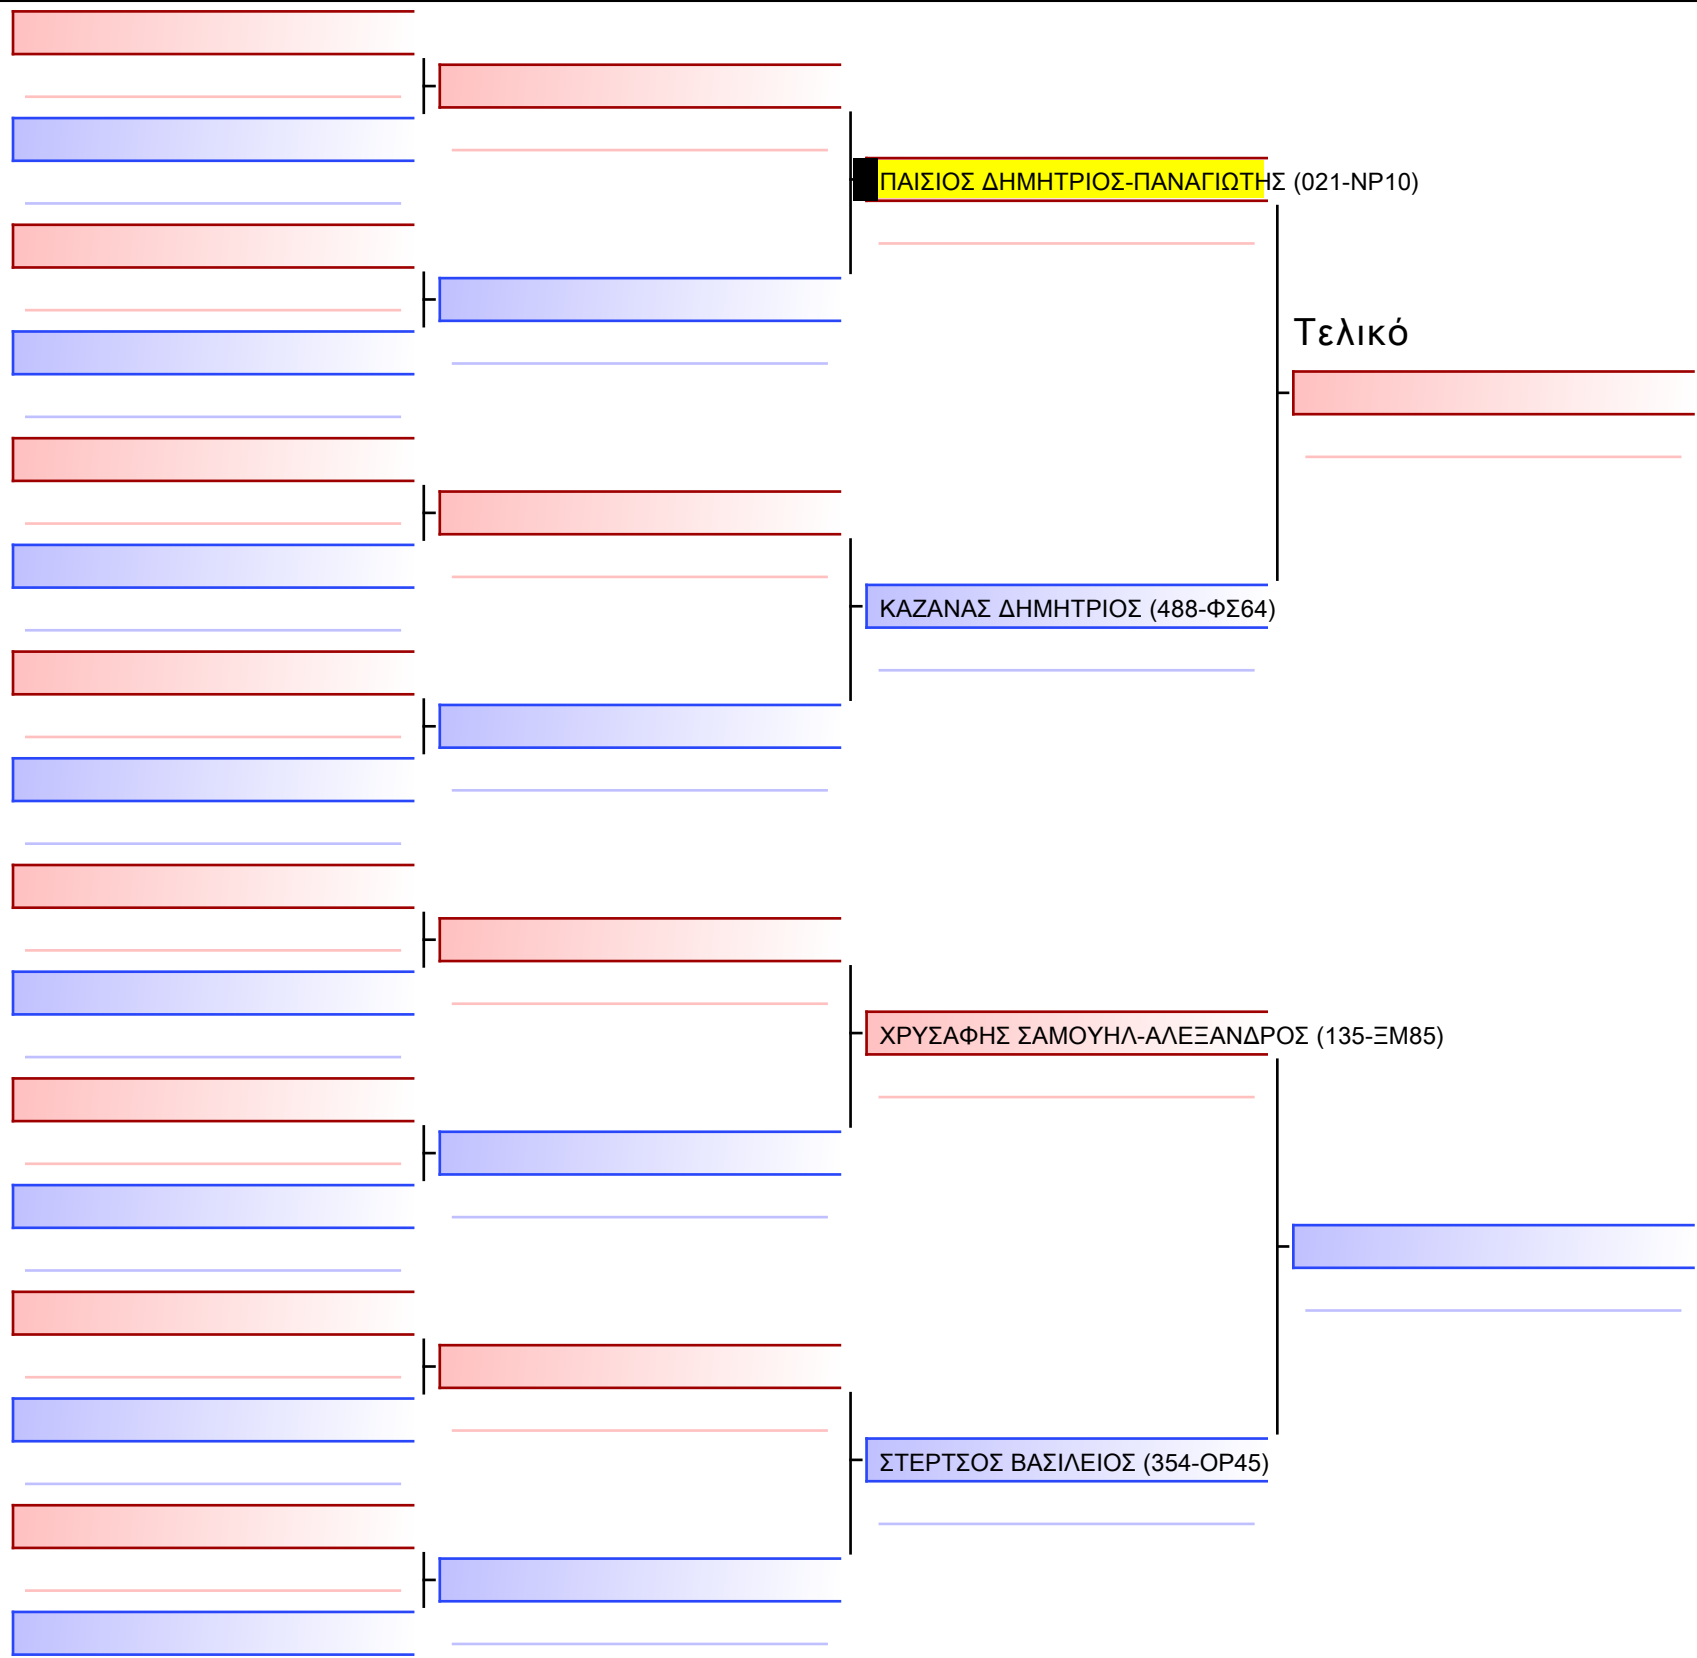 ΠΑΙΣΙΟΣ ΔΗΜΗΤΡΙΟΣ-ΠΑΝΑΓΙΩΤΗΣ (021-ΝΡ10)
Τελικό
ΚΑΖΑΝΑΣ ΔΗΜΗΤΡΙΟΣ (488-ΦΣ64)
ΧΡΥΣΑΦΗΣ ΣΑΜΟΥΗΛ-ΑΛΕΞΑΝΔΡΟΣ (135-ΞΜ85)
ΣΤΕΡΤΣΟΣ ΒΑΣΙΛΕΙΟΣ (354-ΟΡ45)